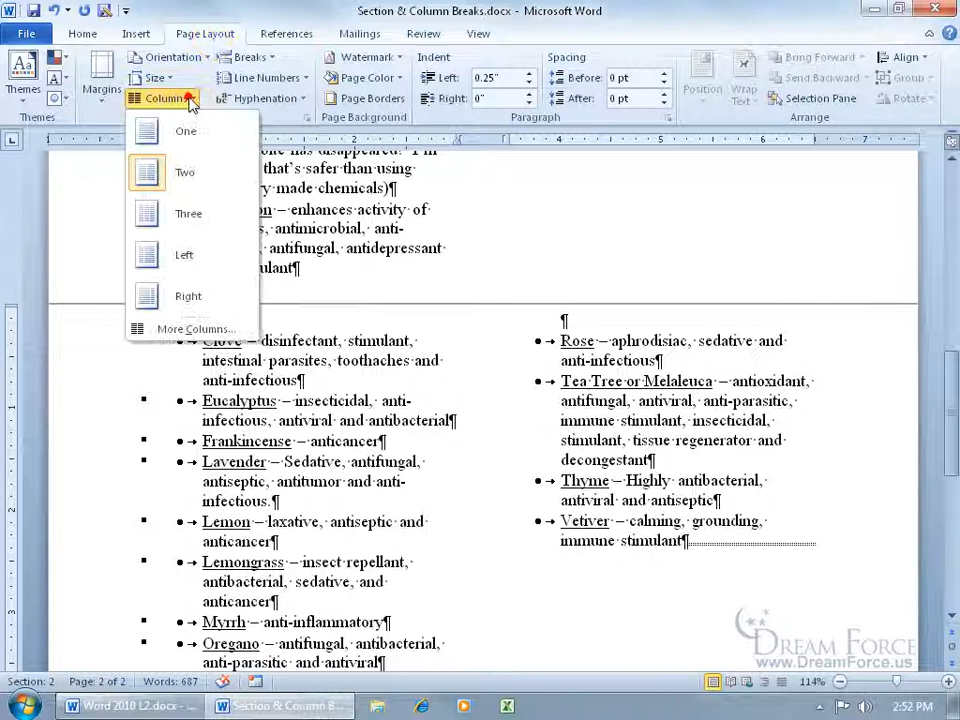 Section & Column Breaks.docx - Microsoft Word
File Home Insert Page Layout References Mailings Review View
Themes Margins Orientation Breaks Watermark Indent Spacing Position Wrap Text Bring Forward Align
Size Line Numbers Page Color Left: 0.25" Before: 0 pt Send Backward Group
Columns Hyphenation Page Borders Right: 0" After: 0 pt Selection Pane Rotate
Themes Page Background Paragraph Arrange
One
Two
Three
Left
Right
More Columns...
one has disappeared? I'm
that's safer than using
y made chemicals)¶
on – enhances activity of
s, antimicrobial, anti-
, antifungal, antidepressant
ulant¶
Clove – disinfectant, stimulant,
intestinal parasites, toothaches and
anti-infectious¶
Eucalyptus – insecticidal, anti-
infectious, antiviral and antibacterial¶
Frankincense – anticancer¶
Lavender – Sedative, antifungal,
antiseptic, antitumor and anti-
infectious.¶
Lemon – laxative, antiseptic and
anticancer¶
Lemongrass – insect repellant,
antibacterial, sedative, and
anticancer¶
Myrrh – anti-inflammatory¶
Oregano – antifungal, antibacterial,
anti-parasitic and antiviral¶
¶
Rose – aphrodisiac, sedative and
anti-infectious¶
Tea Tree or Melaleuca – antioxidant,
antifungal, antiviral, anti-parasitic,
immune stimulant, insecticidal,
stimulant, tissue regenerator and
decongestant¶
Thyme – Highly antibacterial,
antiviral and antiseptic¶
Vetiver – calming, grounding,
immune stimulant¶
DREAM FORCE
www.DreamForce.us
Section: 2 Page: 2 of 2 Words: 687 114%
Word 2010 L2.docx - ... Section & Column B... 2:52 PM